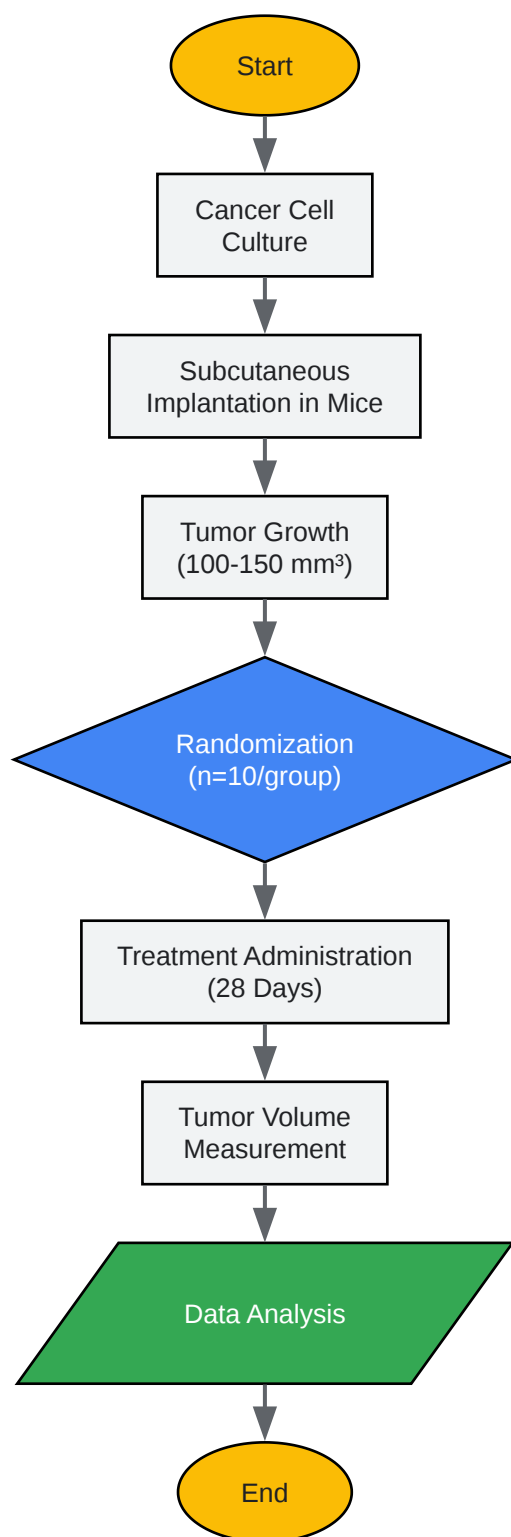 Start
Cancer Cell
Culture
Subcutaneous
Implantation in Mice
Tumor Growth
(100-150 mm³)
Randomization
(n=10/group)
Treatment Administration
(28 Days)
Tumor Volume
Measurement
Data Analysis
End